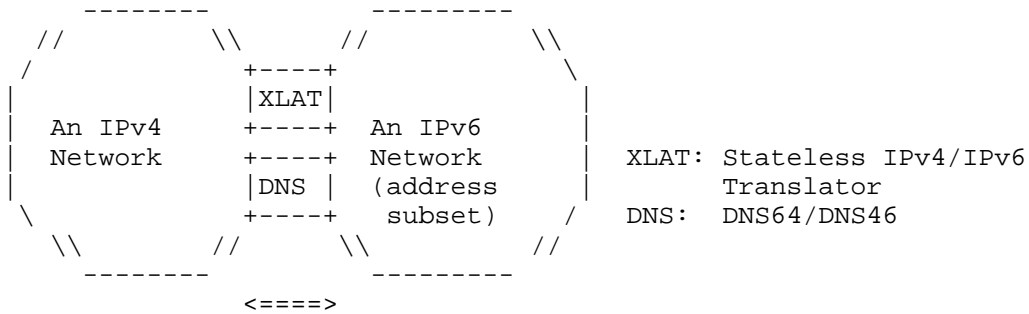 --------           ---------
  //        \\       //         \\
 /             +----+              \
|              |XLAT|               |
|  An IPv4     +----+  An IPv6      |
|  Network     +----+  Network      |  XLAT: Stateless IPv4/IPv6
|              |DNS |  (address     |        Translator
 \             +----+   subset)    /   DNS:  DNS64/DNS46
   \\        //      \\         //
     --------           ---------
               <====>